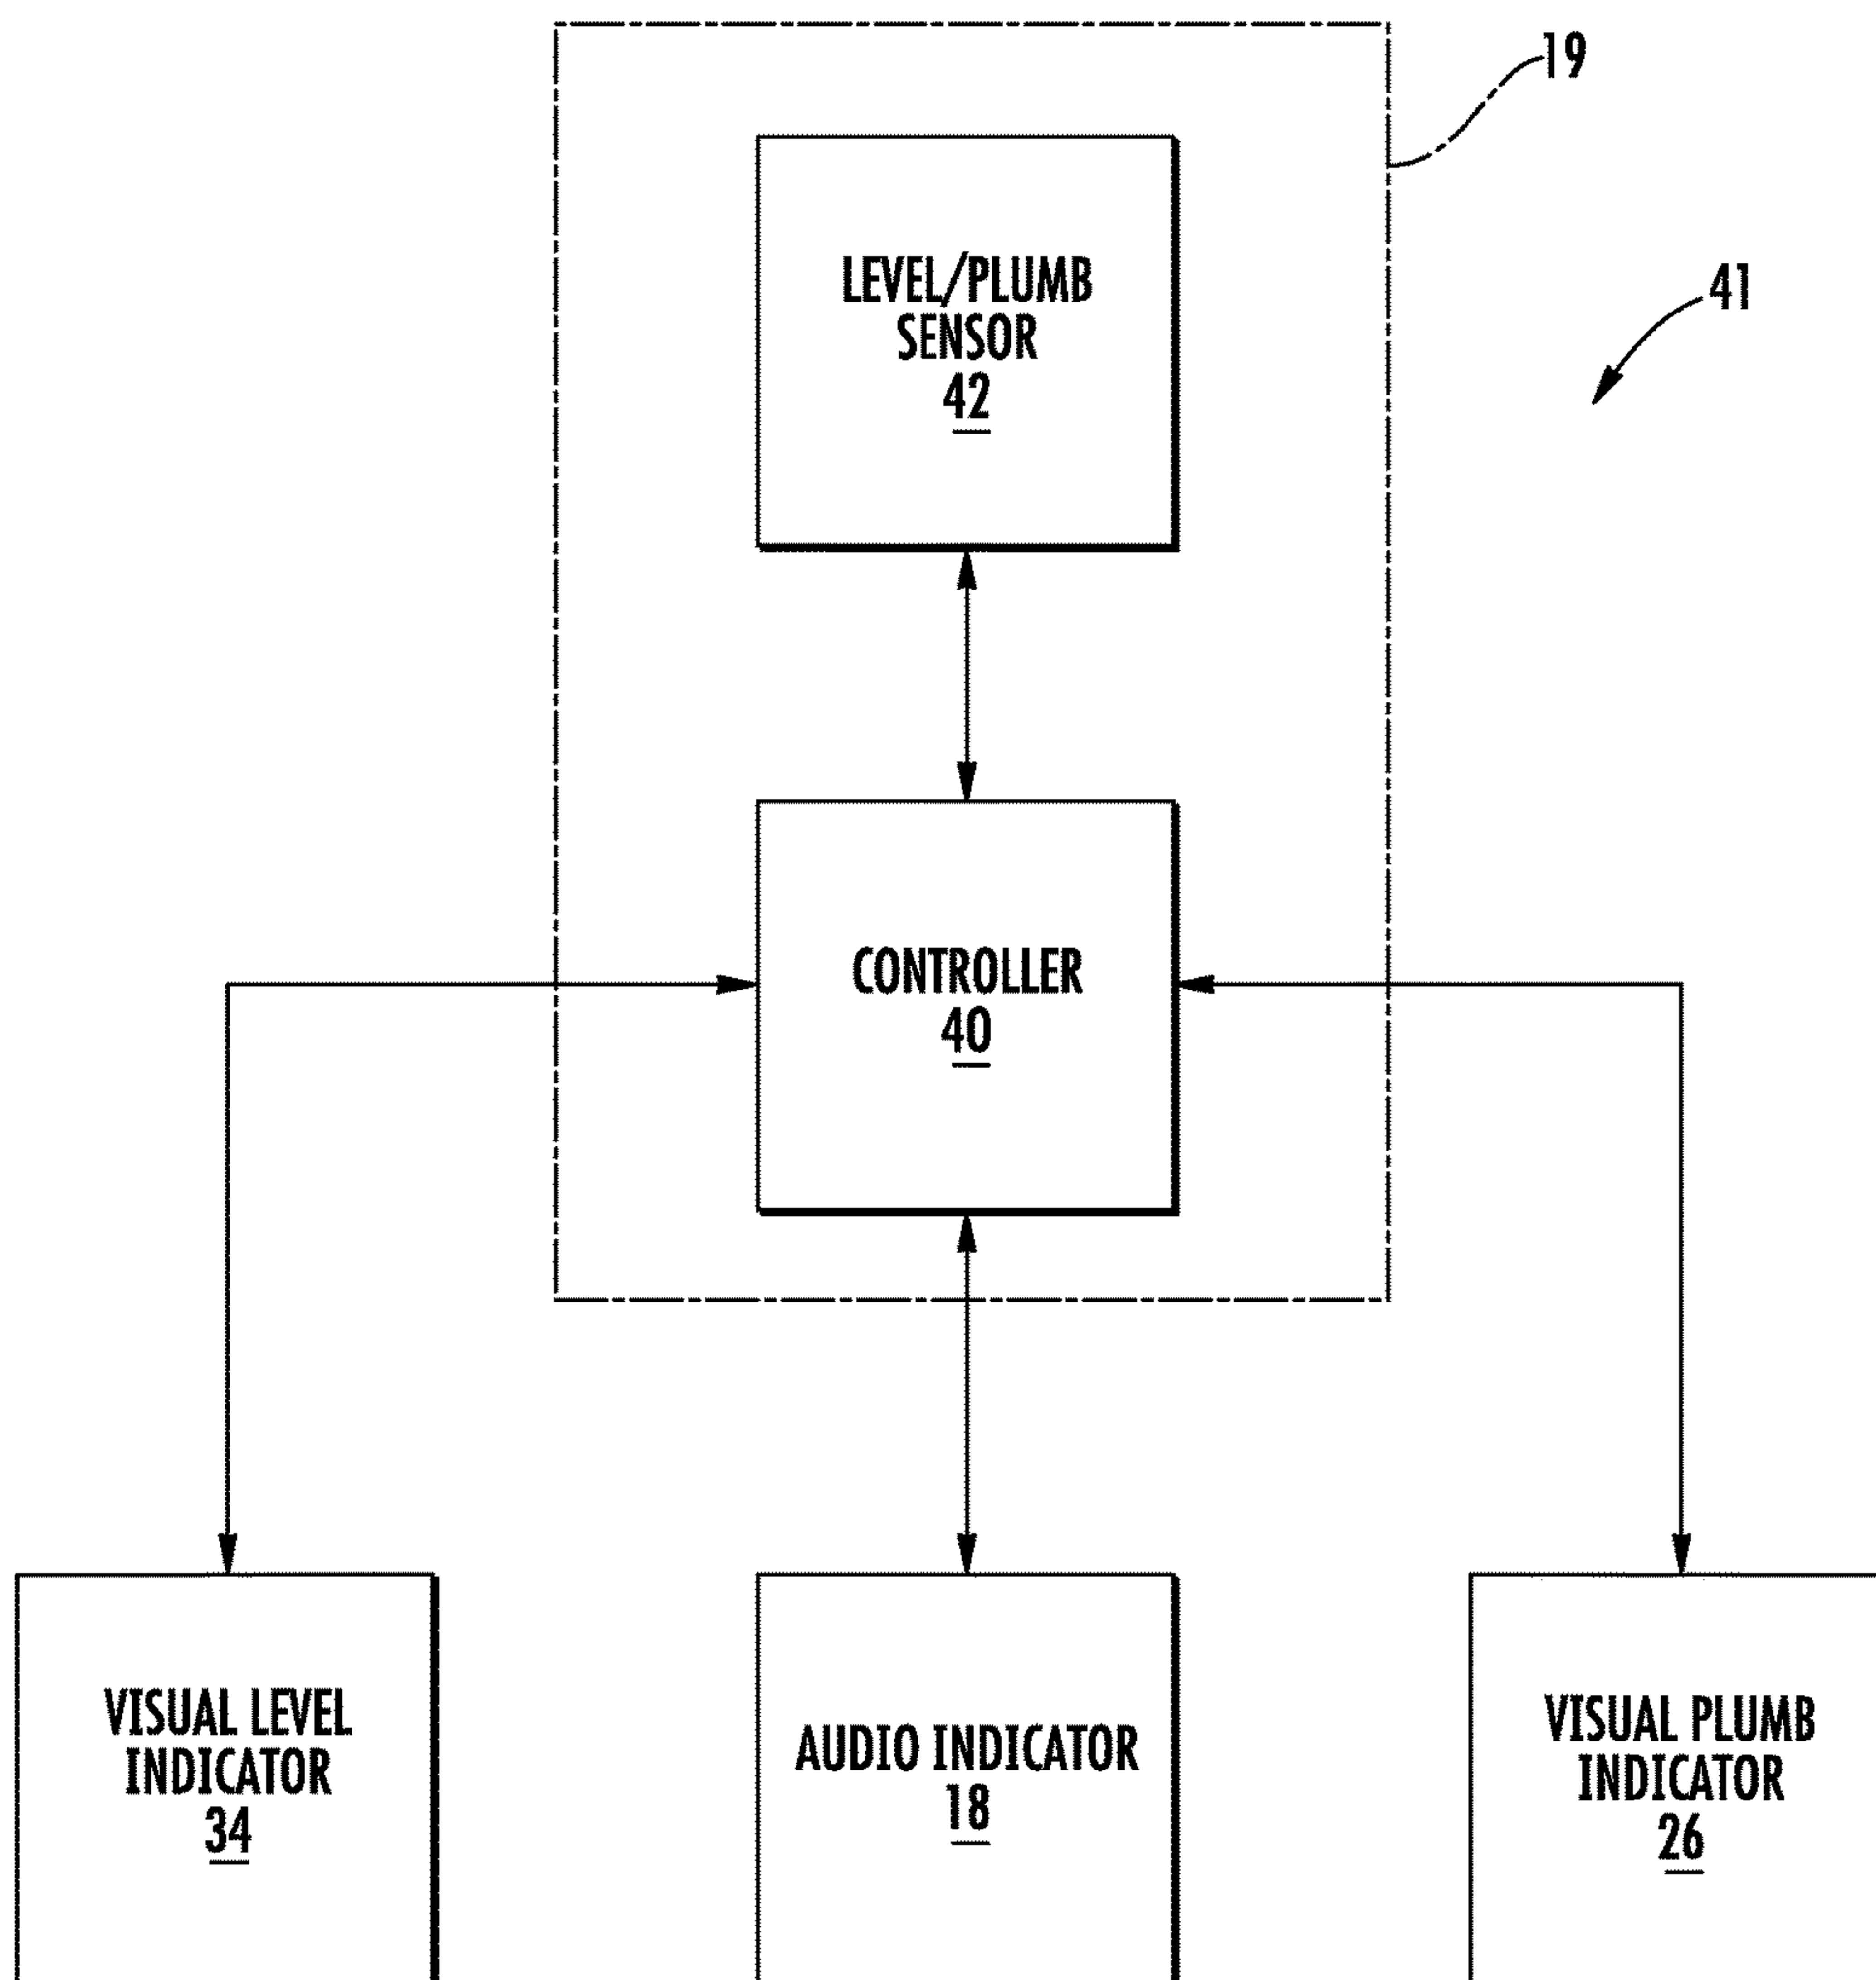 19
41
LEVEL/PLUMB
SENSOR
42
CONTROLLER
40
VISUAL LEVEL
INDICATOR
34
AUDIO INDICATOR
18
VISUAL PLUMB
INDICATOR
26